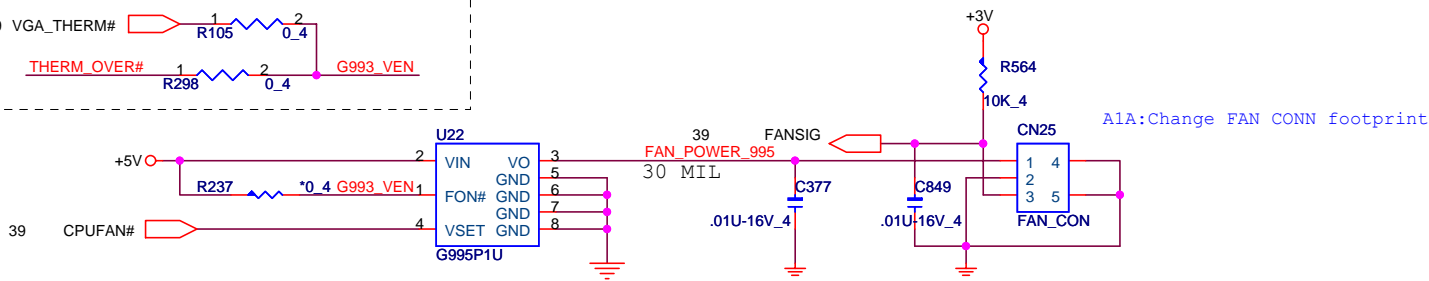 VGA_THERM#
1 2
R105 0_4
THERM_OVER# 1 2 G993_VEN
R298 0_4
+3V
R564
10K_4
A1A:Change FAN CONN footprint
39 FANSIG
CN25
U22
+5V
2 VIN VO 3
FAN_POWER_995
30 MIL
1 4
GND 5
2
R237 *0_4 G993_VEN 1 FON# GND 6
C377
C849
3 5
GND 7
.01U-16V_4
.01U-16V_4
FAN_CON
39 CPUFAN# 4 VSET GND 8
G995P1U